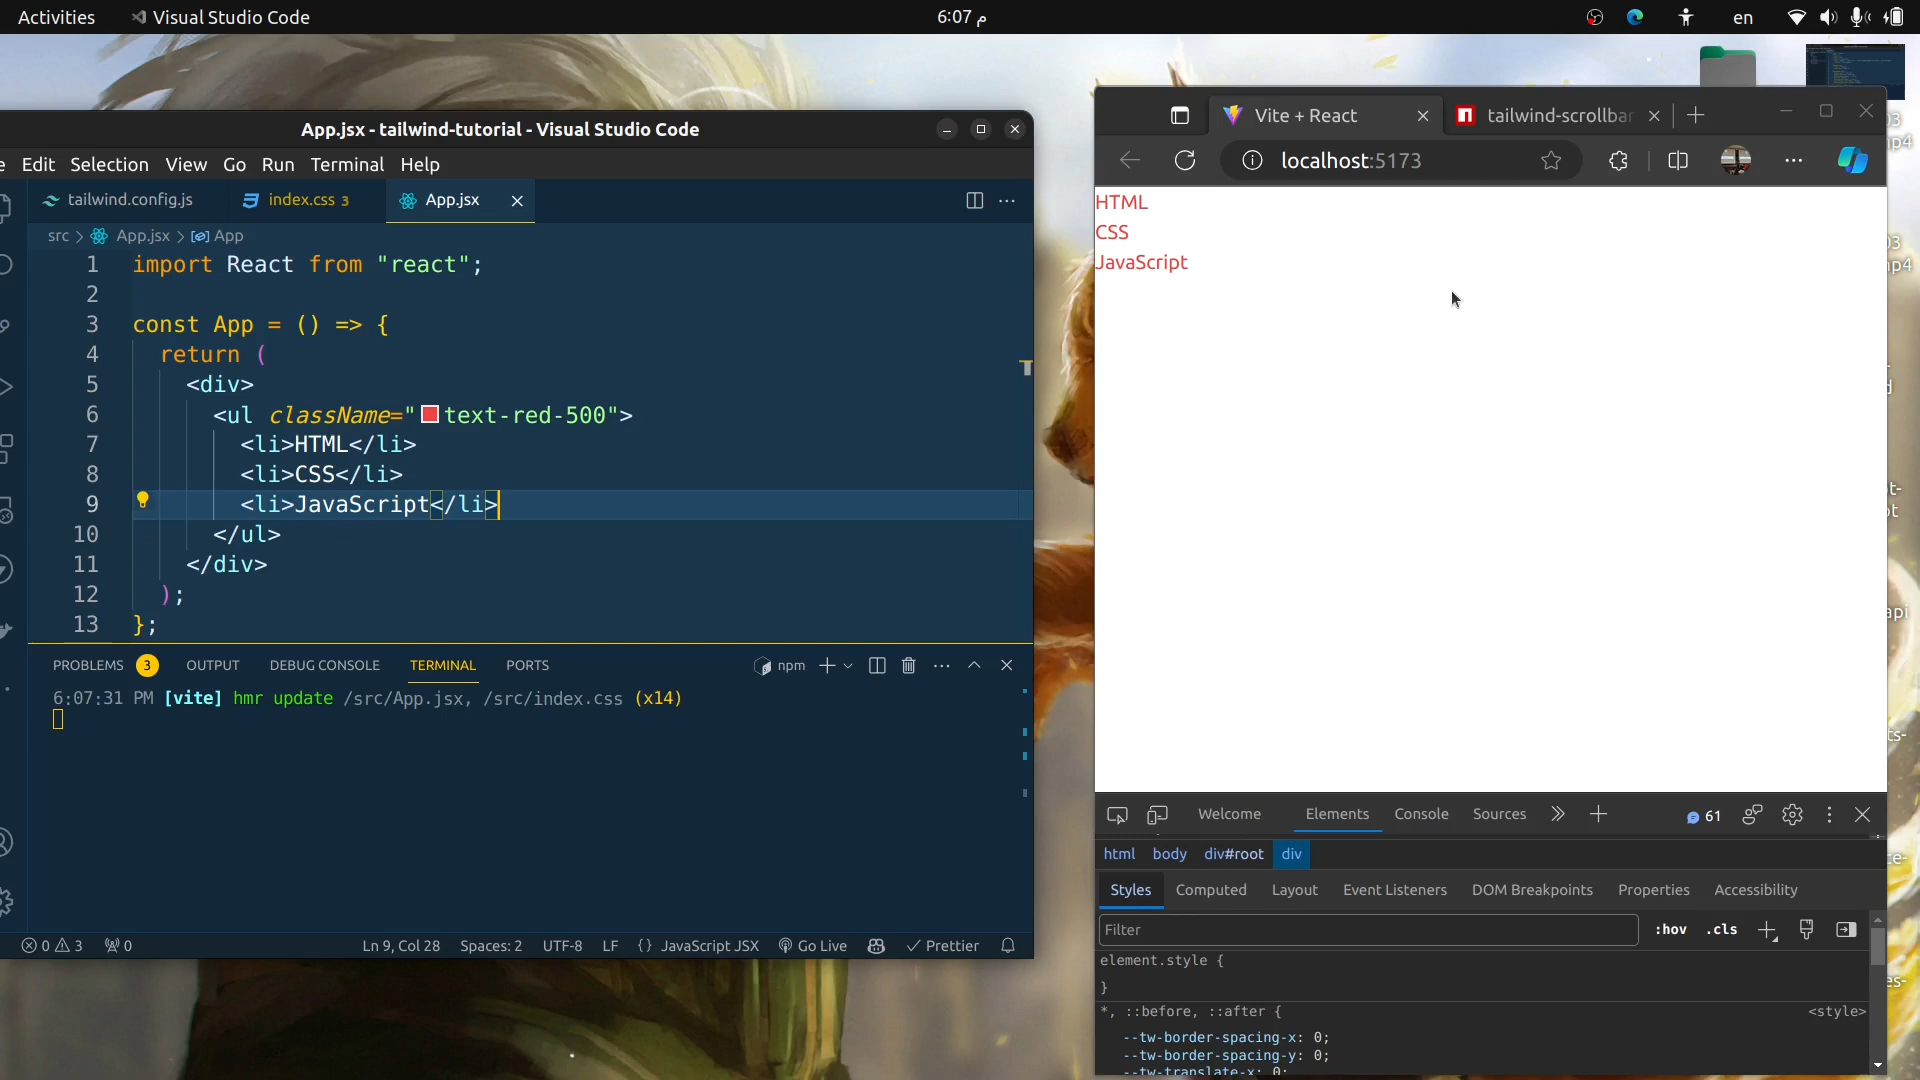 Activities
Visual Studio Code
6:07 م
en
App.jsx - tailwind-tutorial - Visual Studio Code
Edit Selection View Go Run Terminal Help
tailwind.config.js
index.css 3
App.jsx
src > App.jsx > App
1 import React from "react";
2
3 const App = () => {
4 return (
5 <div>
6 <ul className="text-red-500">
7 <li>HTML</li>
8 <li>CSS</li>
9 <li>JavaScript</li>
10 </ul>
11 </div>
12 );
13 };
PROBLEMS 3 OUTPUT DEBUG CONSOLE TERMINAL PORTS
npm
6:07:31 PM [vite] hmr update /src/App.jsx, /src/index.css (x14)
0 3 0
Ln 9, Col 28 Spaces: 2 UTF-8 LF {} JavaScript JSX Go Live Prettier
Vite + React
tailwind-scrollbar
localhost:5173
HTML
CSS
JavaScript
Welcome Elements Console Sources
61
html body div#root div
Styles Computed Layout Event Listeners DOM Breakpoints Properties Accessibility
Filter
:hov .cls
element.style {
}
*, ::before, ::after {
<style>
--tw-border-spacing-x: 0;
--tw-border-spacing-y: 0;
--tw-translate-x: 0;